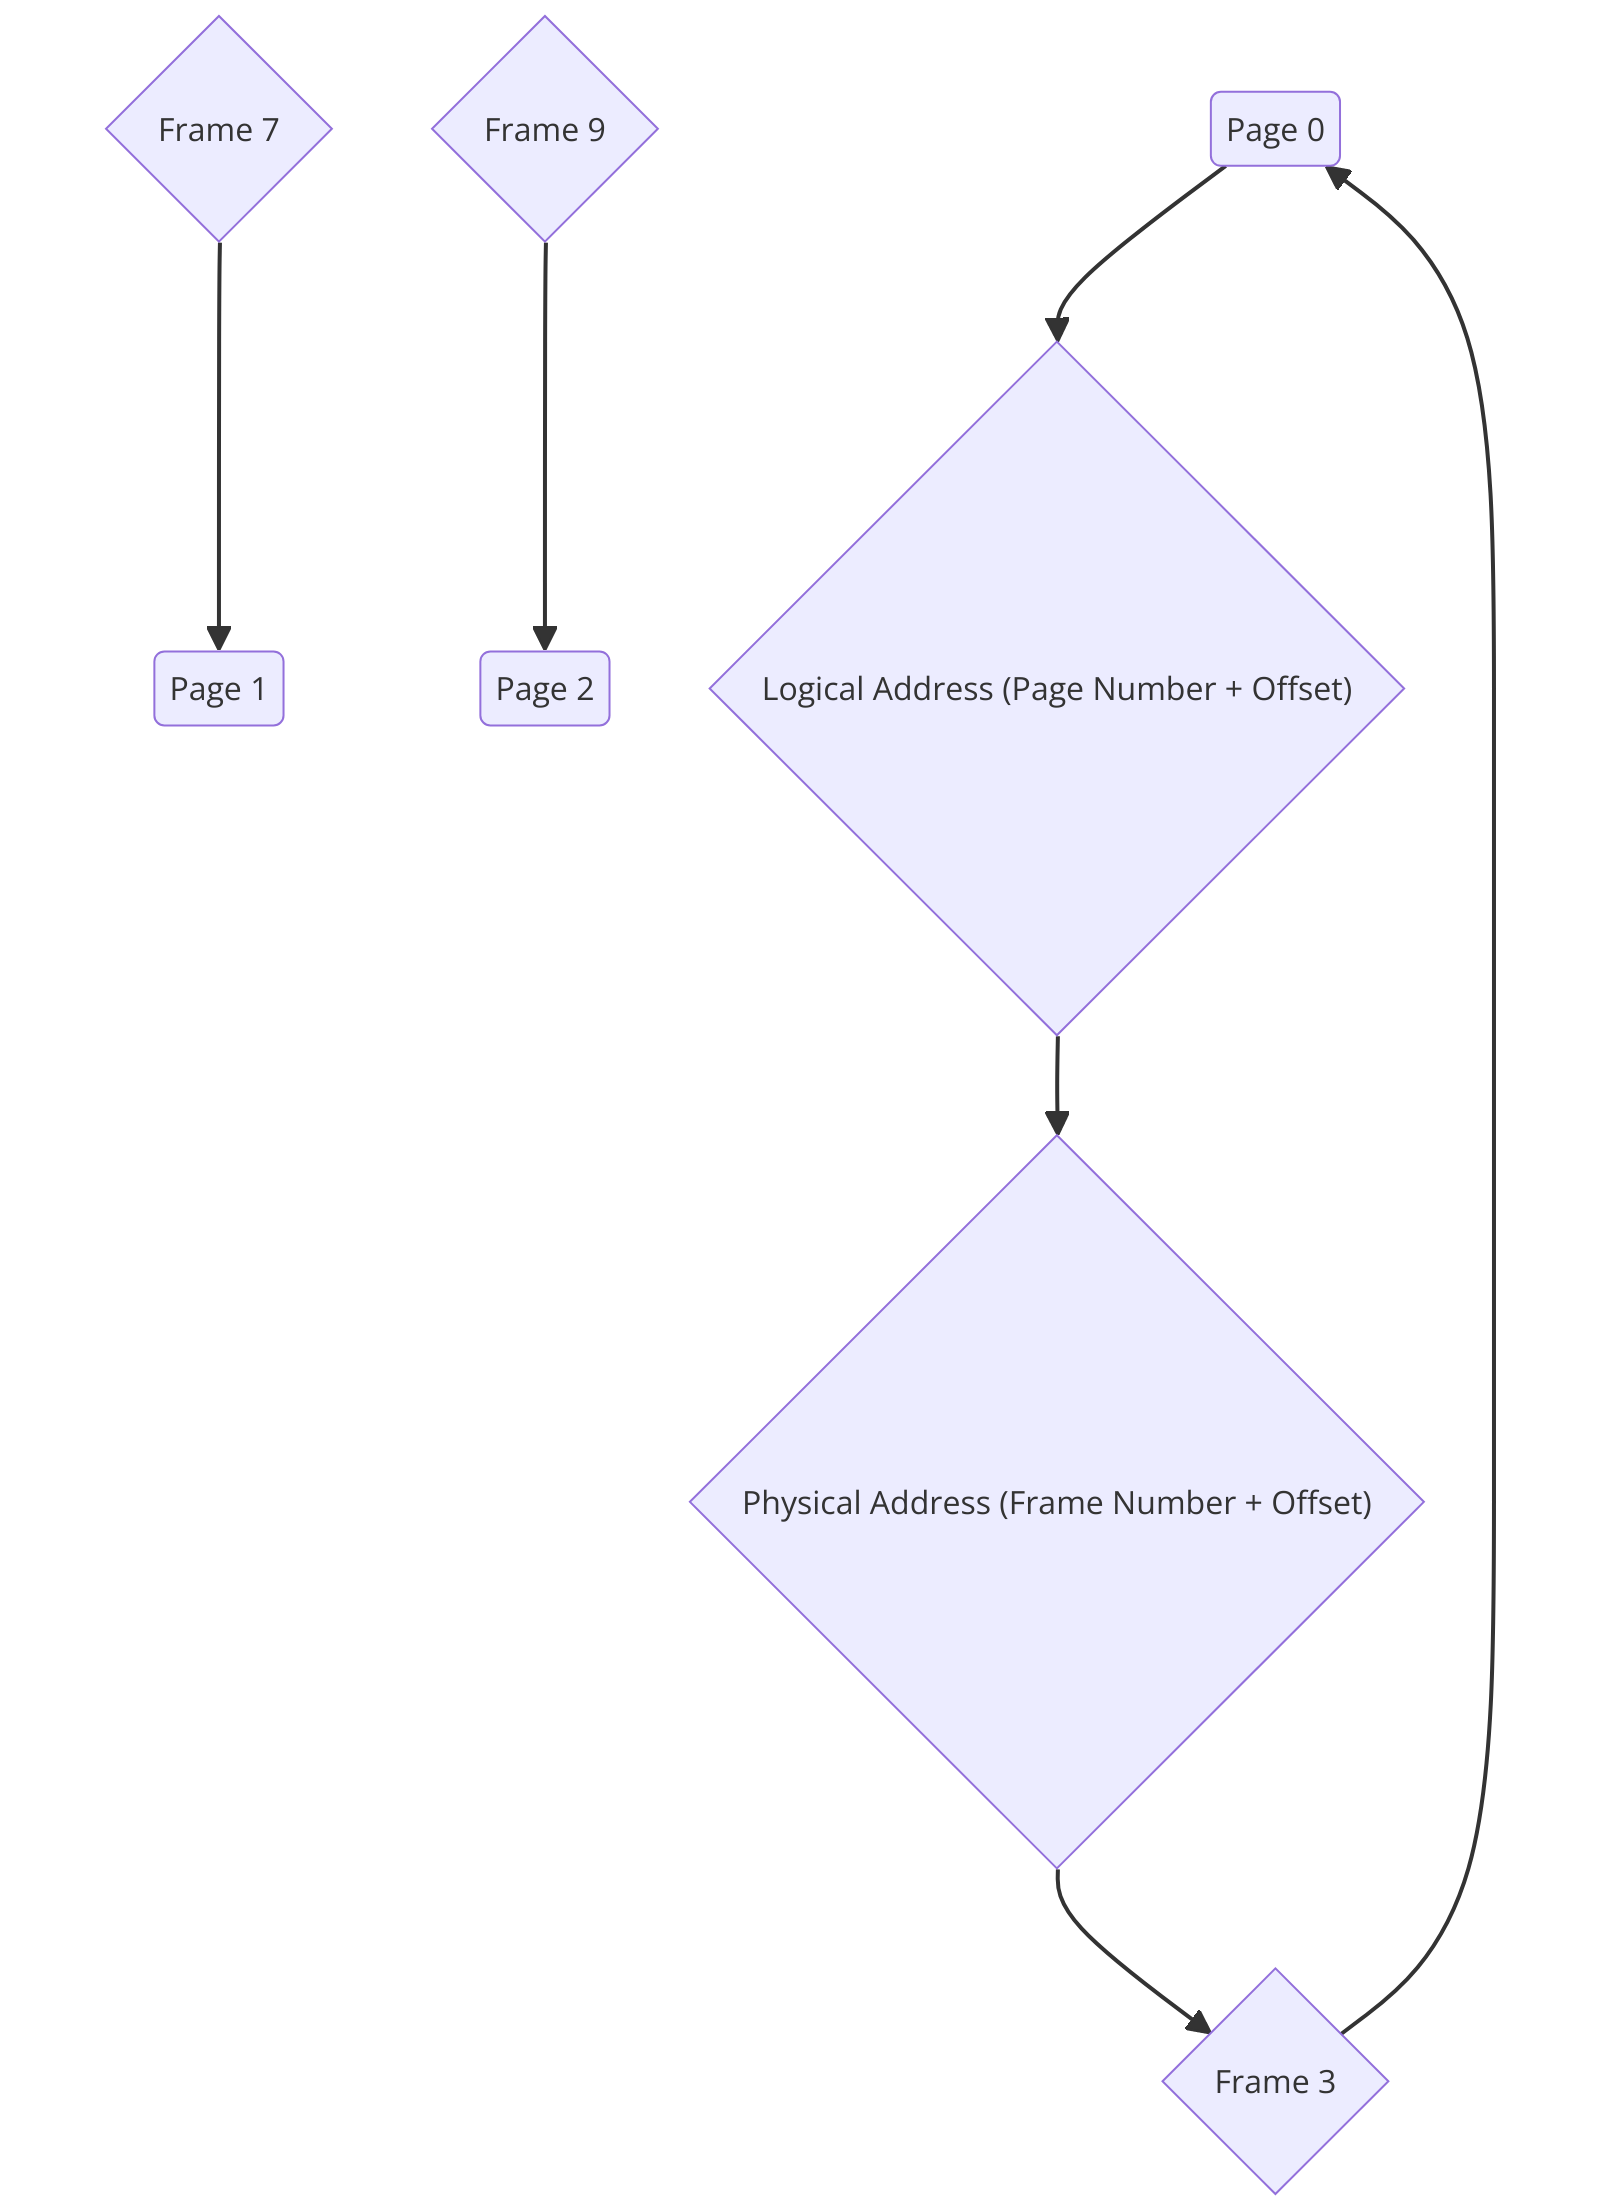 Frame 7
Frame 9
Page 0
Page 1
Page 2
Logical Address (Page Number + Offset)
Physical Address (Frame Number + Offset)
Frame 3